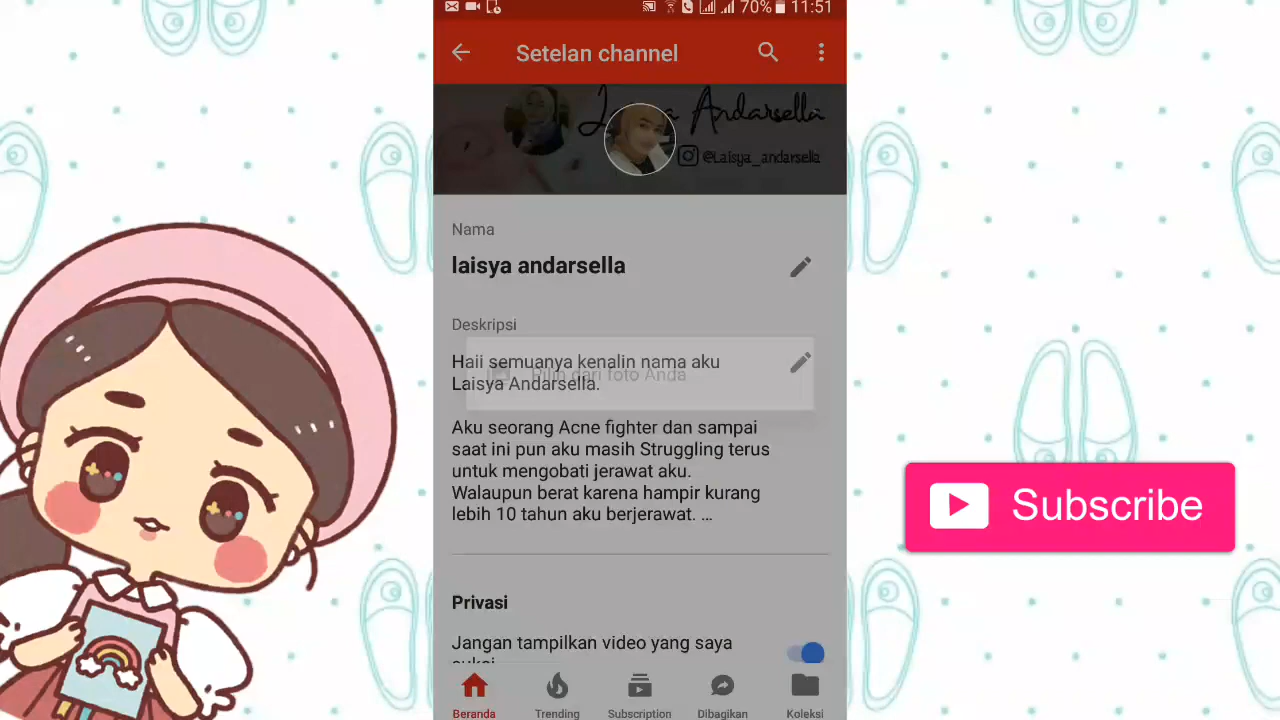 70% 11:51
Setelan channel
Laisya Andarsella
@Laisya_andarsella
Nama
laisya andarsella
Deskripsi
Haii semuanya kenalin nama aku
Pilih dari foto Anda
Laisya Andarsella.
Aku seorang Acne fighter dan sampai
saat ini pun aku masih Struggling terus
untuk mengobati jerawat aku.
Walaupun berat karena hampir kurang
lebih 10 tahun aku berjerawat. ...
Subscribe
Privasi
Jangan tampilkan video yang saya
sukai
Beranda
Trending
Subscription
Dibagikan
Koleksi